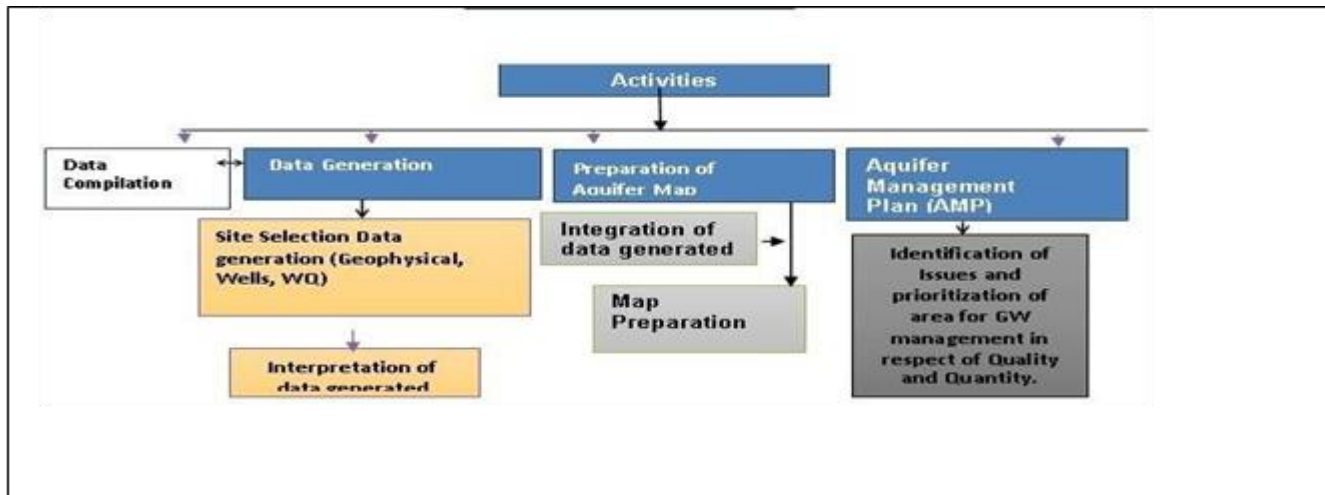 Activities
Data
Compilation
Data Generation
Preparation of
Aquifer Map
Aquifer
Management
Plan (AMP)
Site Selection Data
generation (Geophysical,
Wells, WQ)
Integration of
data generated
Map
Preparation
Identification of
Issues and
prioritization of
area for GW
management in
respect of Quality
and Quantity.
Interpretation of
data generated